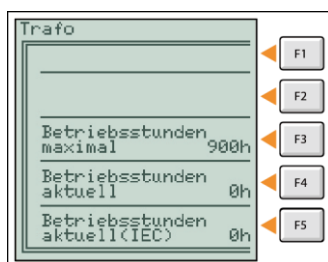 Trafo
F1
F2
Betriebsstunden
maximal 900h
F3
Betriebsstunden
aktuell 0h
F4
Betriebsstunden
aktuell(IEC) 0h
F5